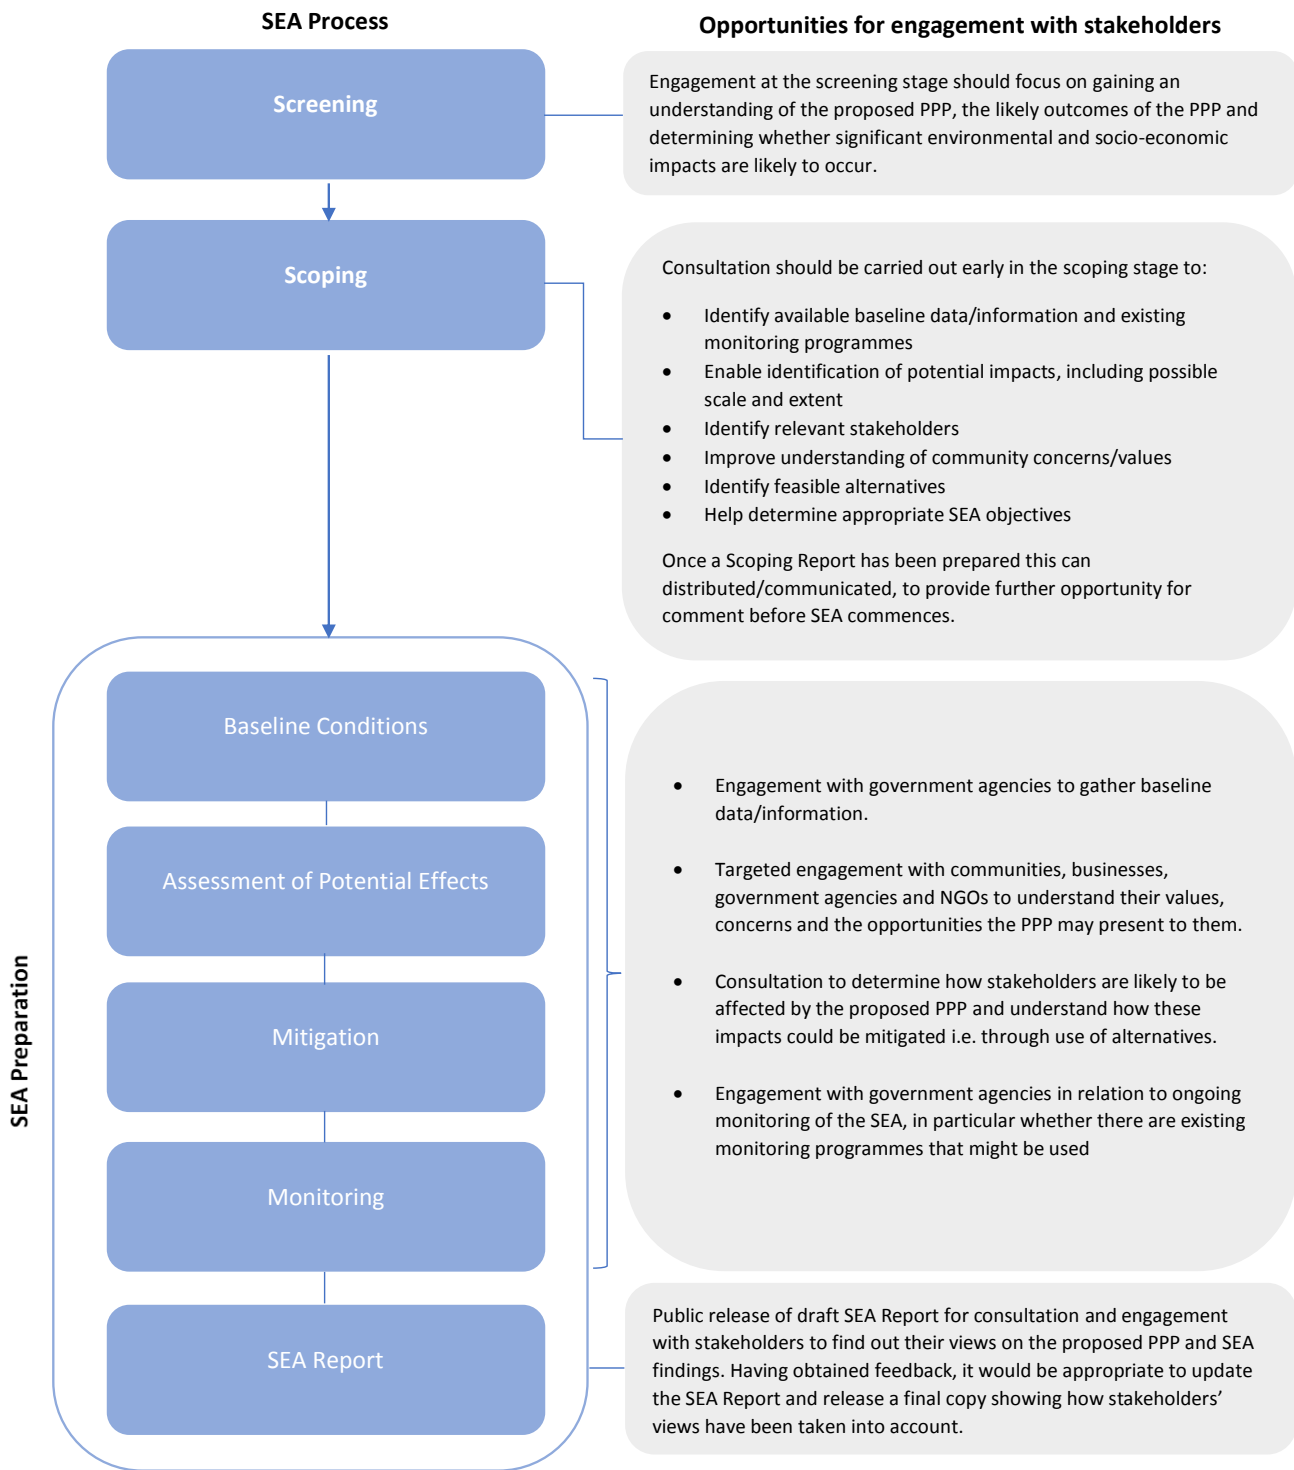 SEA Process
Opportunities for engagement with stakeholders
Screening
Engagement at the screening stage should focus on gaining an
understanding of the proposed PPP, the likely outcomes of the PPP and
determining whether significant environmental and socio-economic
impacts are likely to occur.
Scoping
Consultation should be carried out early in the scoping stage to:
• Identify available baseline data/information and existing
monitoring programmes
• Enable identification of potential impacts, including possible
scale and extent
• Identify relevant stakeholders
• Improve understanding of community concerns/values
• Identify feasible alternatives
• Help determine appropriate SEA objectives
Once a Scoping Report has been prepared this can
distributed/communicated, to provide further opportunity for
comment before SEA commences.
SEA Preparation
Baseline Conditions
Assessment of Potential Effects
Mitigation
Monitoring
• Engagement with government agencies to gather baseline
data/information.
• Targeted engagement with communities, businesses,
government agencies and NGOs to understand their values,
concerns and the opportunities the PPP may present to them.
• Consultation to determine how stakeholders are likely to be
affected by the proposed PPP and understand how these
impacts could be mitigated i.e. through use of alternatives.
• Engagement with government agencies in relation to ongoing
monitoring of the SEA, in particular whether there are existing
monitoring programmes that might be used
SEA Report
Public release of draft SEA Report for consultation and engagement
with stakeholders to find out their views on the proposed PPP and SEA
findings. Having obtained feedback, it would be appropriate to update
the SEA Report and release a final copy showing how stakeholders’
views have been taken into account.